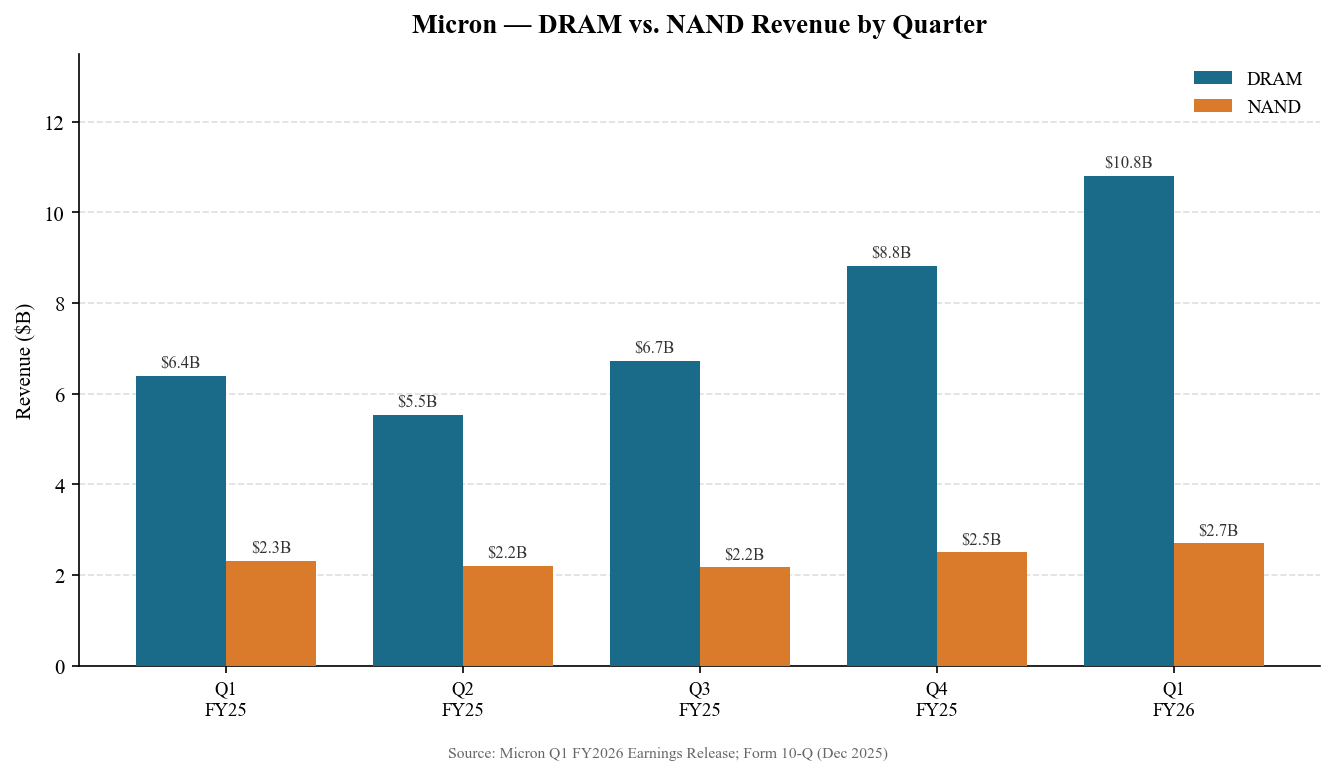 Micron — DRAM vs. NAND Revenue by Quarter
DRAM
NAND
Revenue ($B)
12
10
8
6
4
2
0
$6.4B
$2.3B
$5.5B
$2.2B
$6.7B
$2.2B
$8.8B
$2.5B
$10.8B
$2.7B
Q1
FY25
Q2
FY25
Q3
FY25
Q4
FY25
Q1
FY26
Source: Micron Q1 FY2026 Earnings Release; Form 10-Q (Dec 2025)